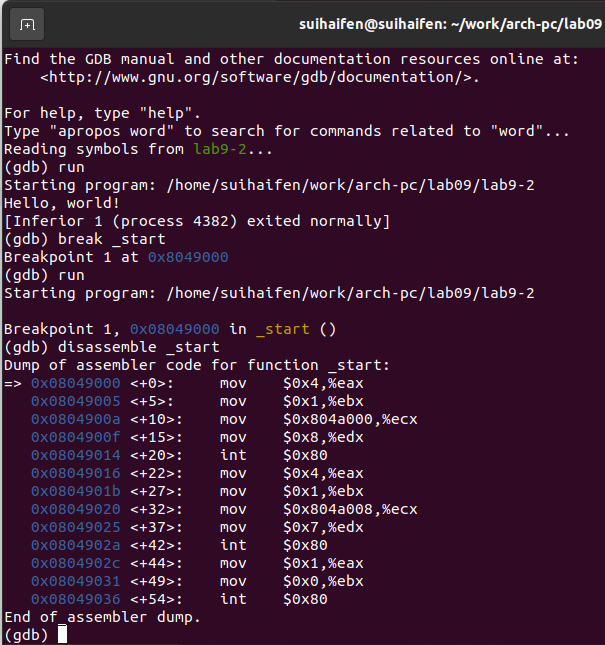 suihaifen@suihaifen: ~/work/arch-pc/lab09
Find the GDB manual and other documentation resources online at:
    <http://www.gnu.org/software/gdb/documentation/>.

For help, type "help".
Type "apropos word" to search for commands related to "word"...
Reading symbols from lab9-2...
(gdb) run
Starting program: /home/suihaifen/work/arch-pc/lab09/lab9-2
Hello, world!
[Inferior 1 (process 4382) exited normally]
(gdb) break _start
Breakpoint 1 at 0x8049000
(gdb) run
Starting program: /home/suihaifen/work/arch-pc/lab09/lab9-2

Breakpoint 1, 0x08049000 in _start ()
(gdb) disassemble _start
Dump of assembler code for function _start:
=> 0x08049000 <+0>:    mov    $0x4,%eax
   0x08049005 <+5>:    mov    $0x1,%ebx
   0x0804900a <+10>:   mov    $0x804a000,%ecx
   0x0804900f <+15>:   mov    $0x8,%edx
   0x08049014 <+20>:   int    $0x80
   0x08049016 <+22>:   mov    $0x4,%eax
   0x0804901b <+27>:   mov    $0x1,%ebx
   0x08049020 <+32>:   mov    $0x804a008,%ecx
   0x08049025 <+37>:   mov    $0x7,%edx
   0x0804902a <+42>:   int    $0x80
   0x0804902c <+44>:   mov    $0x1,%eax
   0x08049031 <+49>:   mov    $0x0,%ebx
   0x08049036 <+54>:   int    $0x80
End of assembler dump.
(gdb)